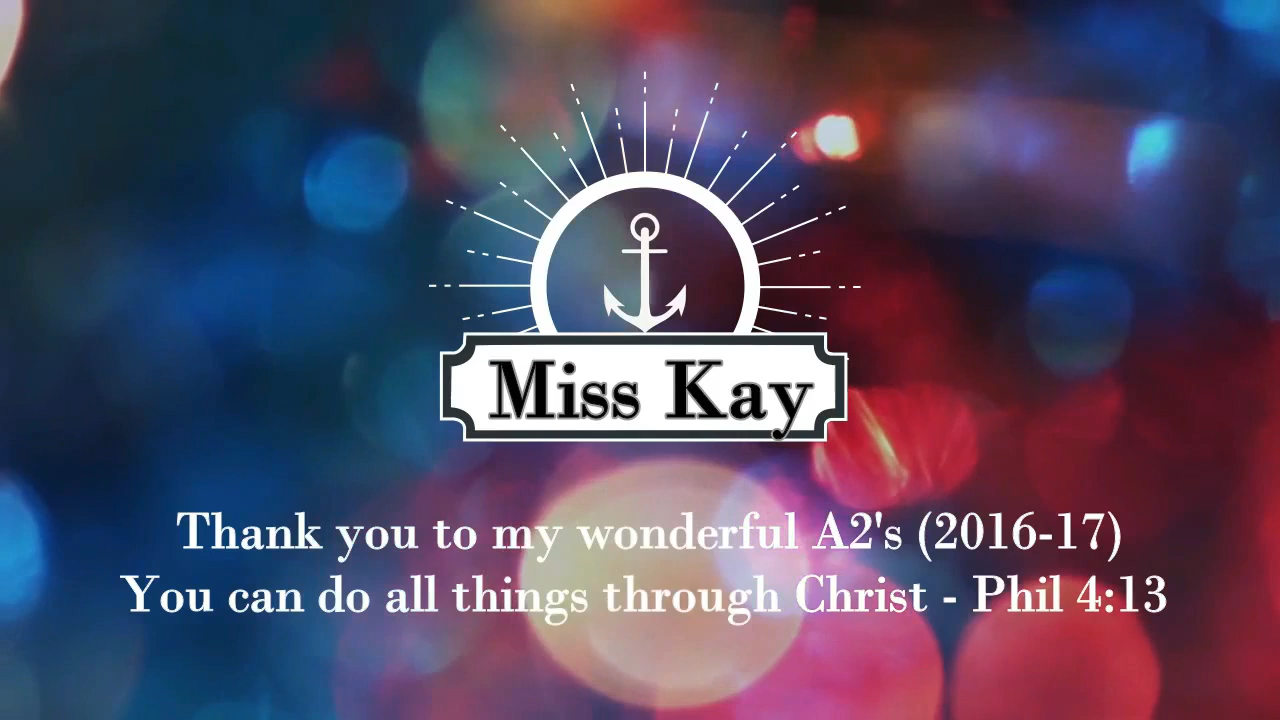 Miss Kay
Thank you to my wonderful A2's (2016-17)
You can do all things through Christ - Phil 4:13